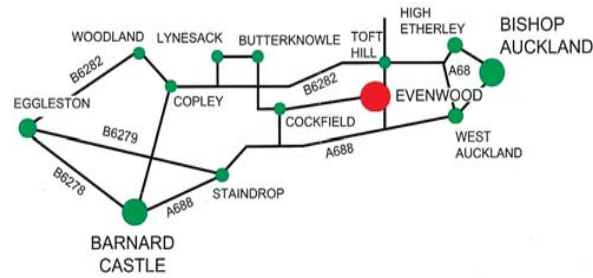 HIGH
ETHERLEY
BISHOP
AUCKLAND
WOODLAND
LYNESACK
BUTTERKNOWLE
TOFT
HILL
B6282
A68
B6282
EGGLESTON
COPLEY
EVENWOOD
COCKFIELD
B6279
WEST
AUCKLAND
A688
B6278
STAINDROP
A688
BARNARD
CASTLE